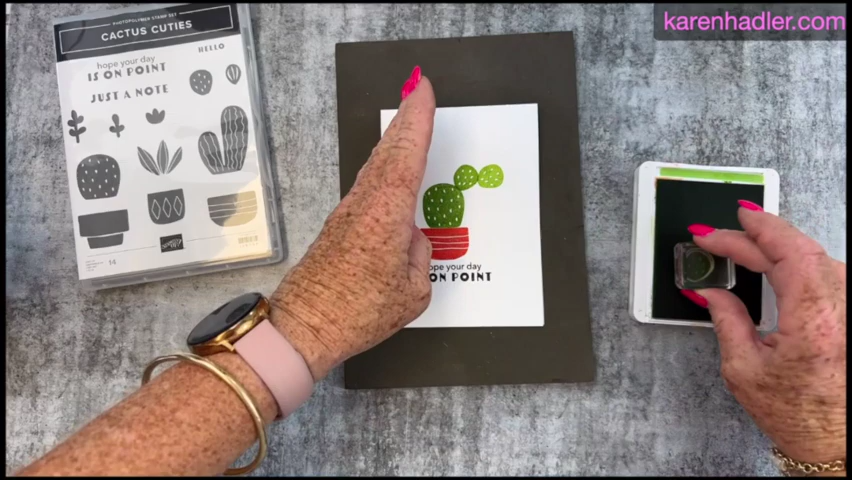 karenhadler.com
PHOTOPOLYMER STAMP SET
CACTUS CUTIES
HELLO
hope your day
IS ON POINT
JUST A NOTE
14
hope your day
ON POINT